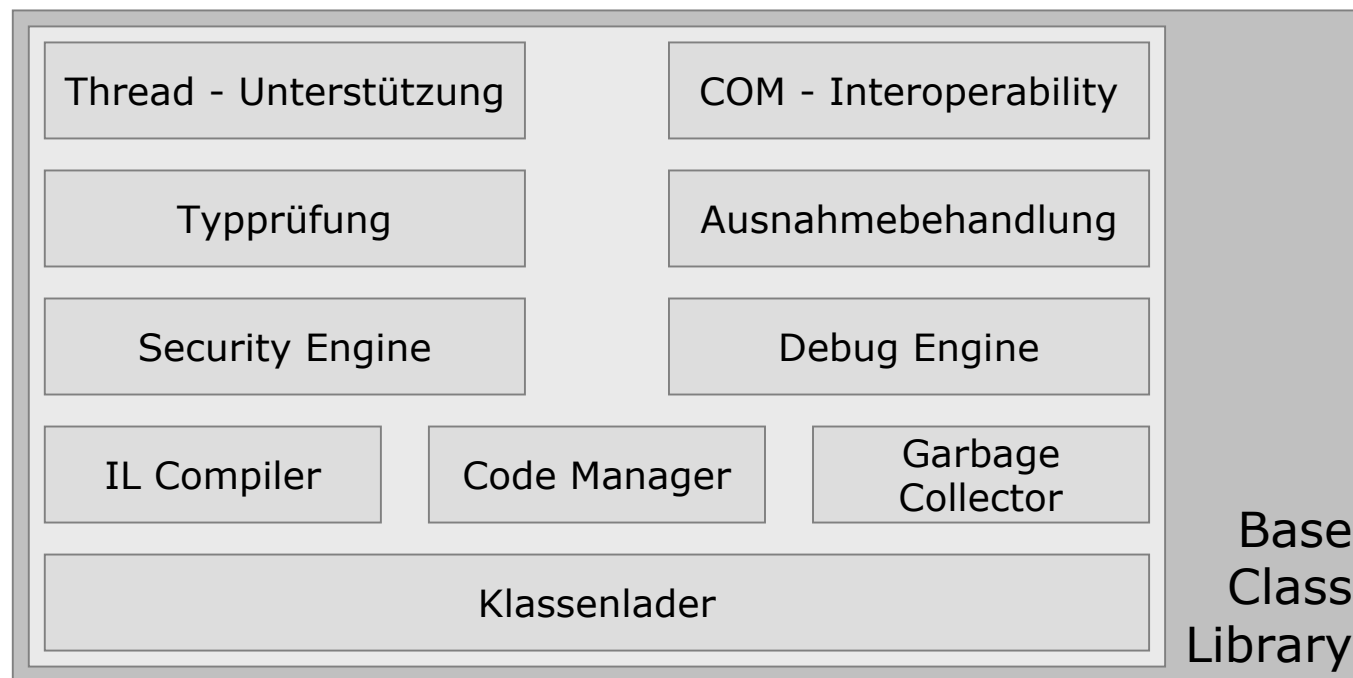 Thread - Unterstützung
COM - Interoperability
Typprüfung
Ausnahmebehandlung
Security Engine
Debug Engine
IL Compiler
Code Manager
Garbage
Collector
Klassenlader
Base
Class
Library